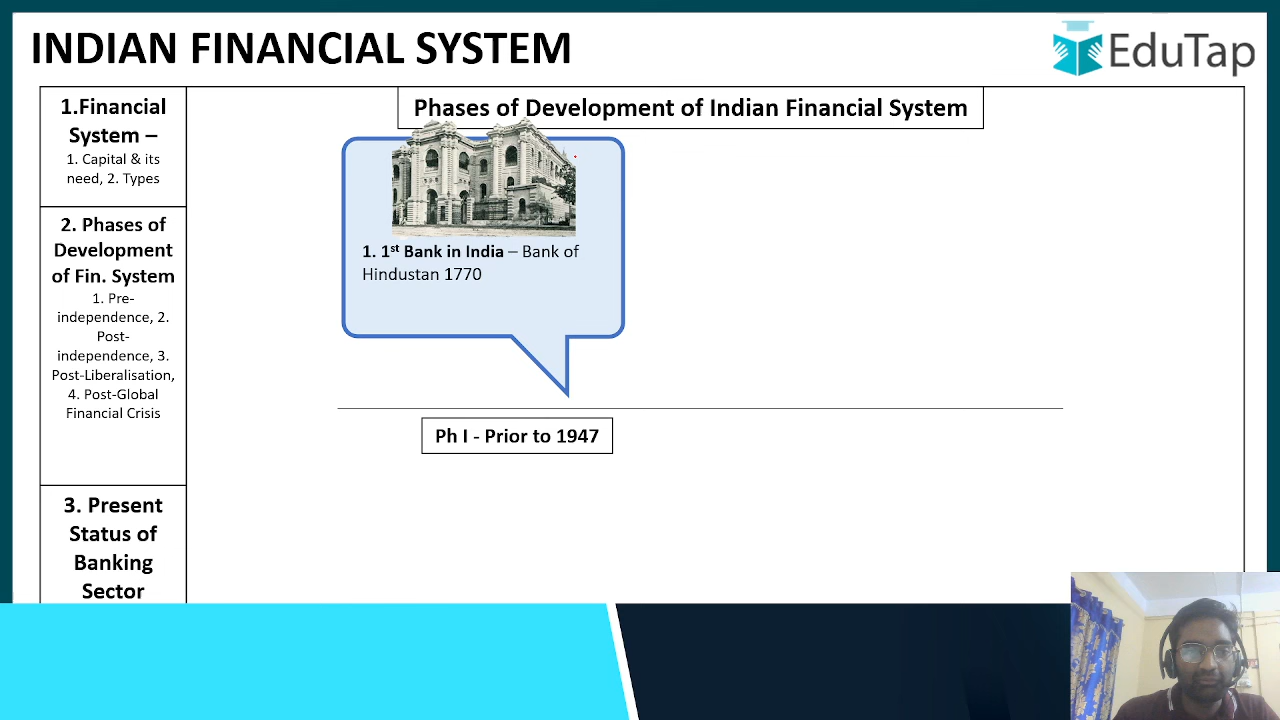 INDIAN FINANCIAL SYSTEM
EduTap
1.Financial
System –
1. Capital & its
need, 2. Types
2. Phases of
Development
of Fin. System
1. Pre-
independence, 2.
Post-
independence, 3.
Post-Liberalisation,
4. Post-Global
Financial Crisis
3. Present
Status of
Banking
Sector
Phases of Development of Indian Financial System
1. 1st Bank in India – Bank of
Hindustan 1770
Ph I - Prior to 1947